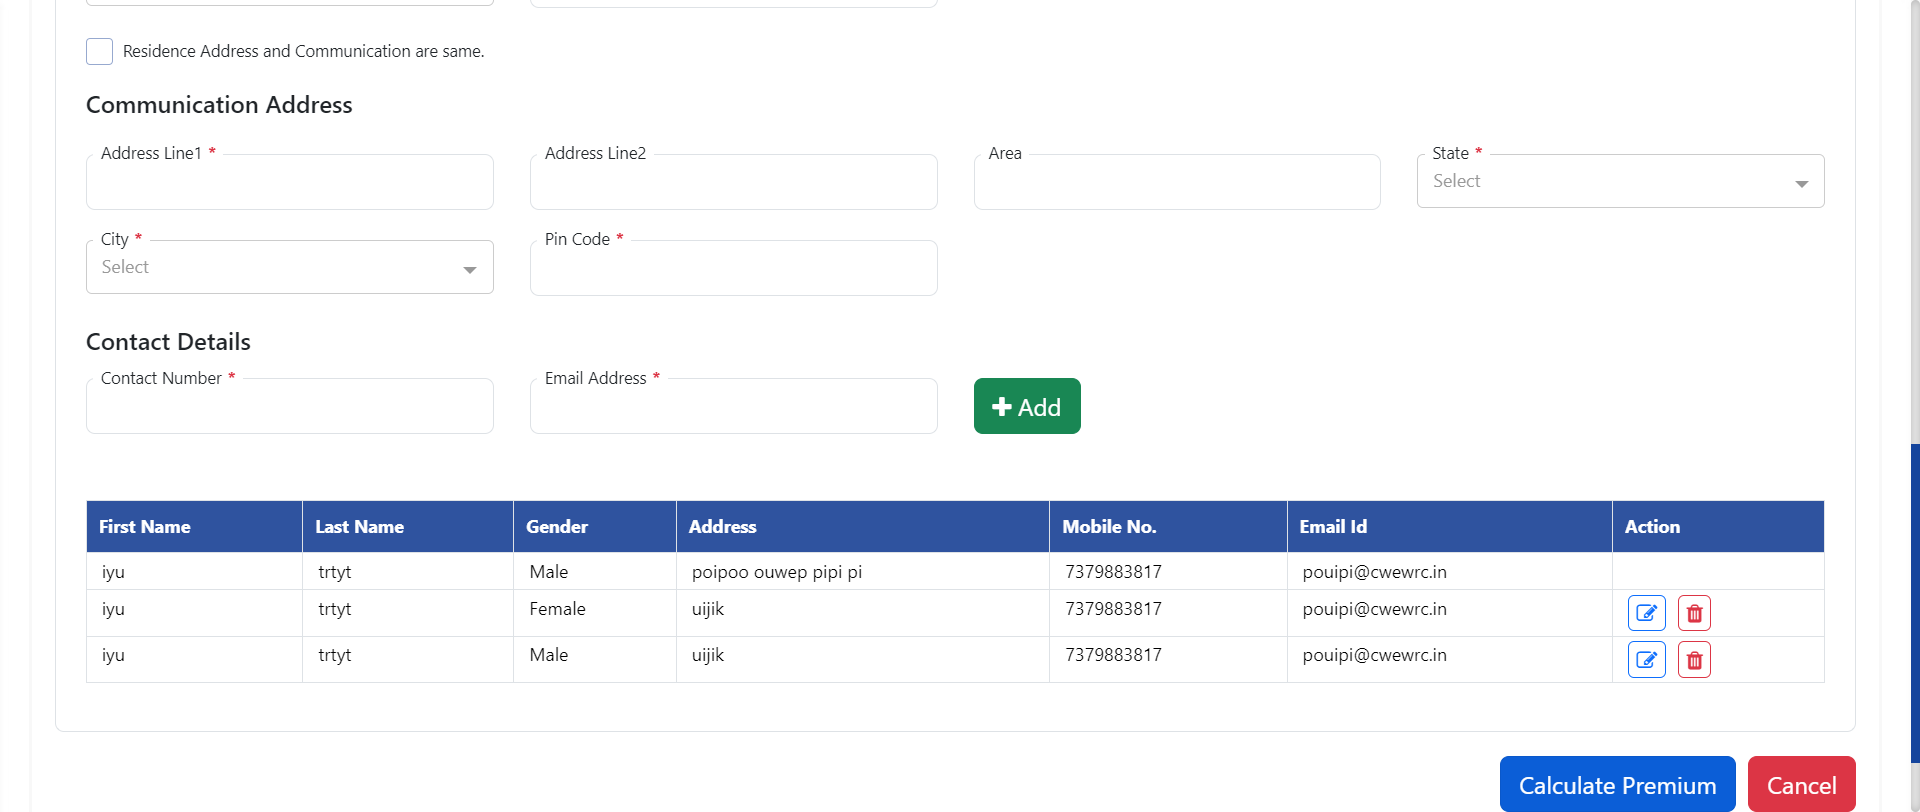 Residence Address and Communication are same.
Communication Address
Address Line1 * Address Line2 Area State *
Select
City * Pin Code *
Select
Contact Details
Contact Number * Email Address *
Add
First Name Last Name Gender Address Mobile No. Email Id Action
iyu trtyt Male poipoo ouwep pipi pi 7379883817 pouipi@cwewrc.in
iyu trtyt Female uijik 7379883817 pouipi@cwewrc.in
iyu trtyt Male uijik 7379883817 pouipi@cwewrc.in
Calculate Premium Cancel